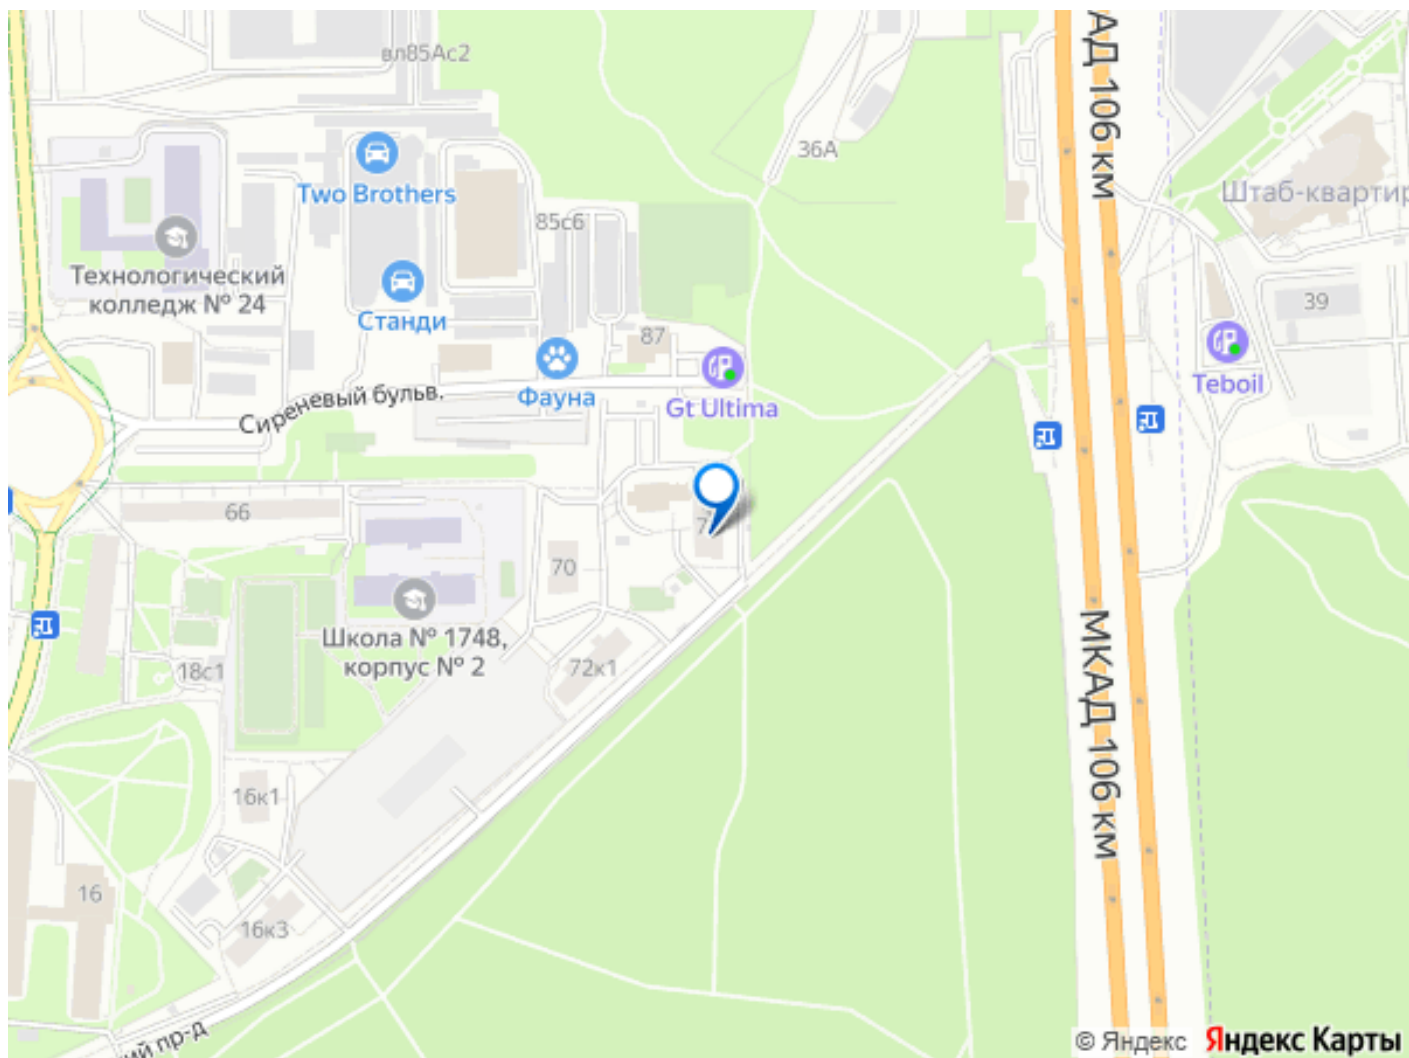 вл85Ас2
АД 106 км
36А
Two Brothers
Штаб-квартир
85с6
Технологический
колледж № 24
39
Станди
87
Teboil
Фауна
Сиреневый бульв.
Gt Ultima
66
70
Школа № 1748,
корпус № 2
72к1
18с1
МКАД 106 км
16к1
16
16к3
ий пр-д
© Яндекс
Яндекс Карты